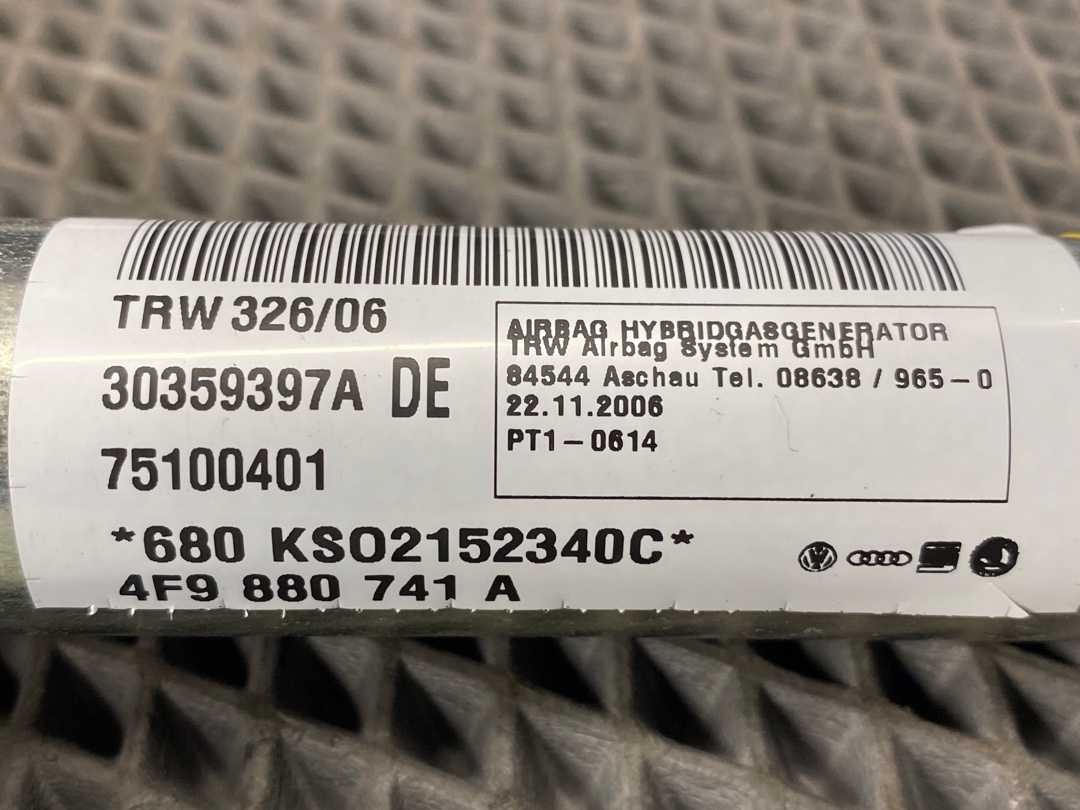 TRW 326/06
30359397A DE
75100401
*680 KSO2152340C*
4F9 880 741 A
AIRBAG HYBRIDGASGENERATOR
TRW Airbag System GmbH
84544 Aschau Tel. 08638 / 965-0
22.11.2006
PT1-0614